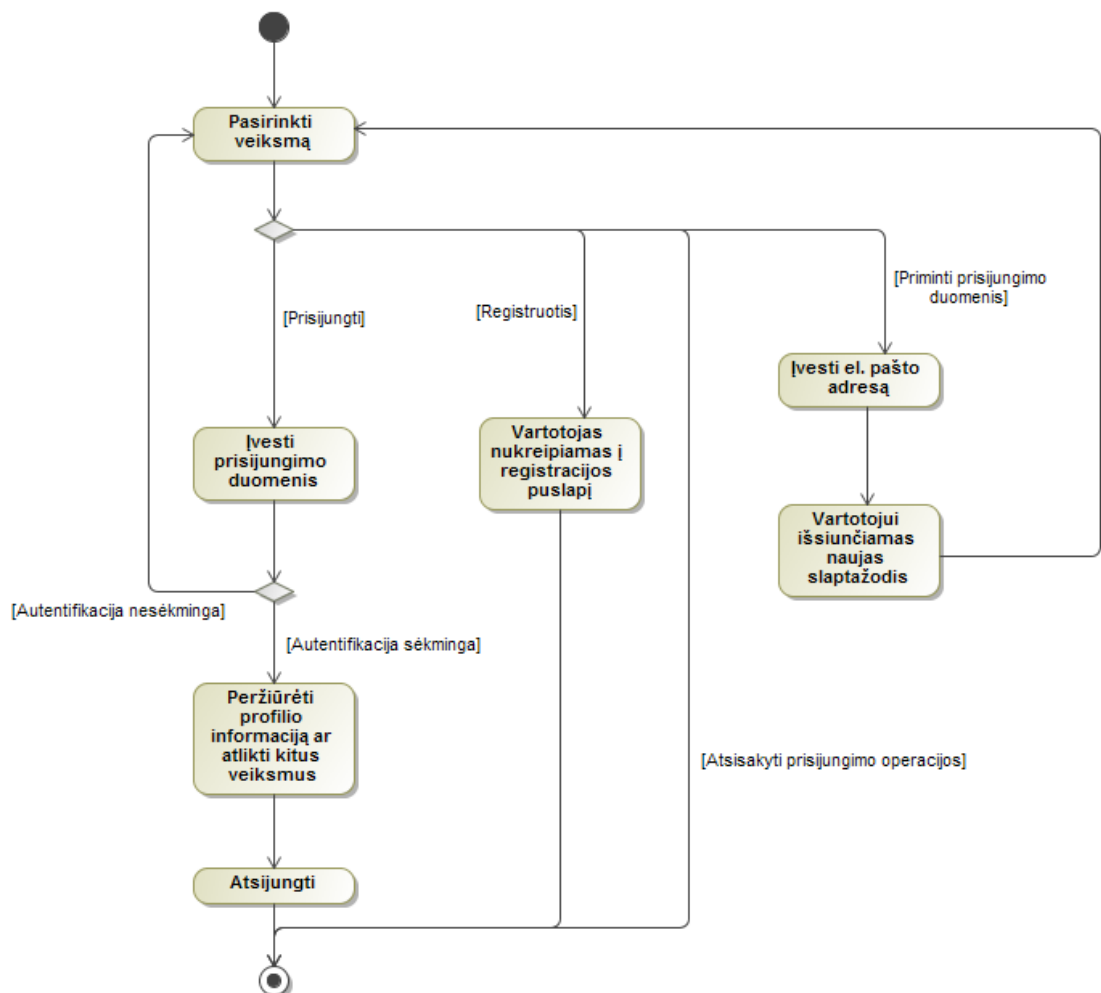 Pasirinkti
veiksmą
[Priminti prisijungimo
duomenis]
[Prisijungti]
[Registruotis]
Įvesti el. pašto
adresą
Įvesti
prisijungimo
duomenis
Vartotojas
nukreipiamas į
registracijos
puslapį
Vartotojui
išsiunčiamas
naujas
slaptažodis
[Autentifikacija nesėkminga]
[Autentifikacija sėkminga]
Peržiūrėti
profilio
informaciją ar
atlikti kitus
veiksmus
[Atsisakyti prisijungimo operacijos]
Atsijungti